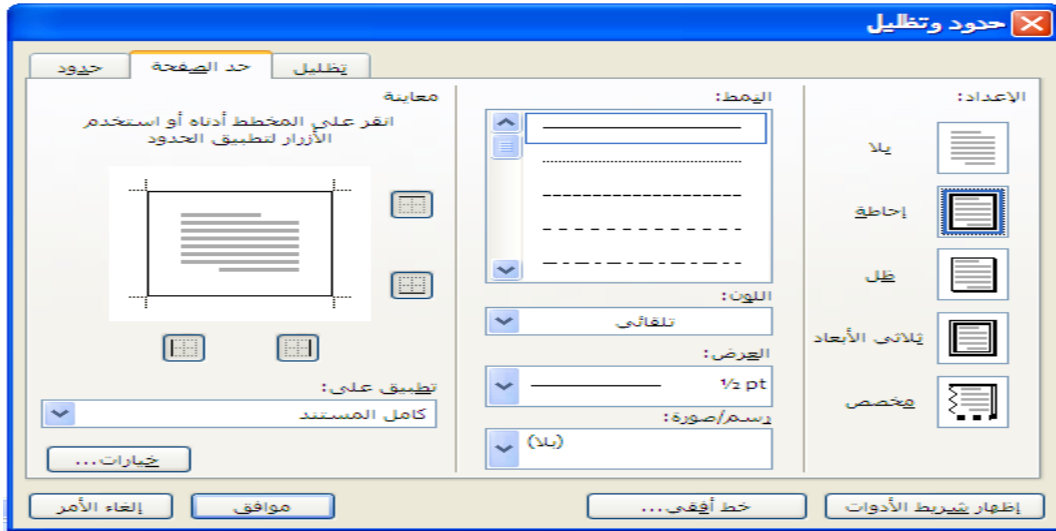 حدود وتظليل
تظليل
حد الصفحة
حدود
الإعداد:
بلا
إحاطة
ظل
ثلاثي الأبعاد
مخصص
النمط:
اللون:
تلقائي
العرض:
½ pt
رسم/صورة:
(بلا)
معاينة
انقر على المخطط أدناه أو استخدم
الأزرار لتطبيق الحدود
تطبيق على:
كامل المستند
خيارات...
إظهار شريط الأدوات
خط أفقي...
موافق
إلغاء الأمر